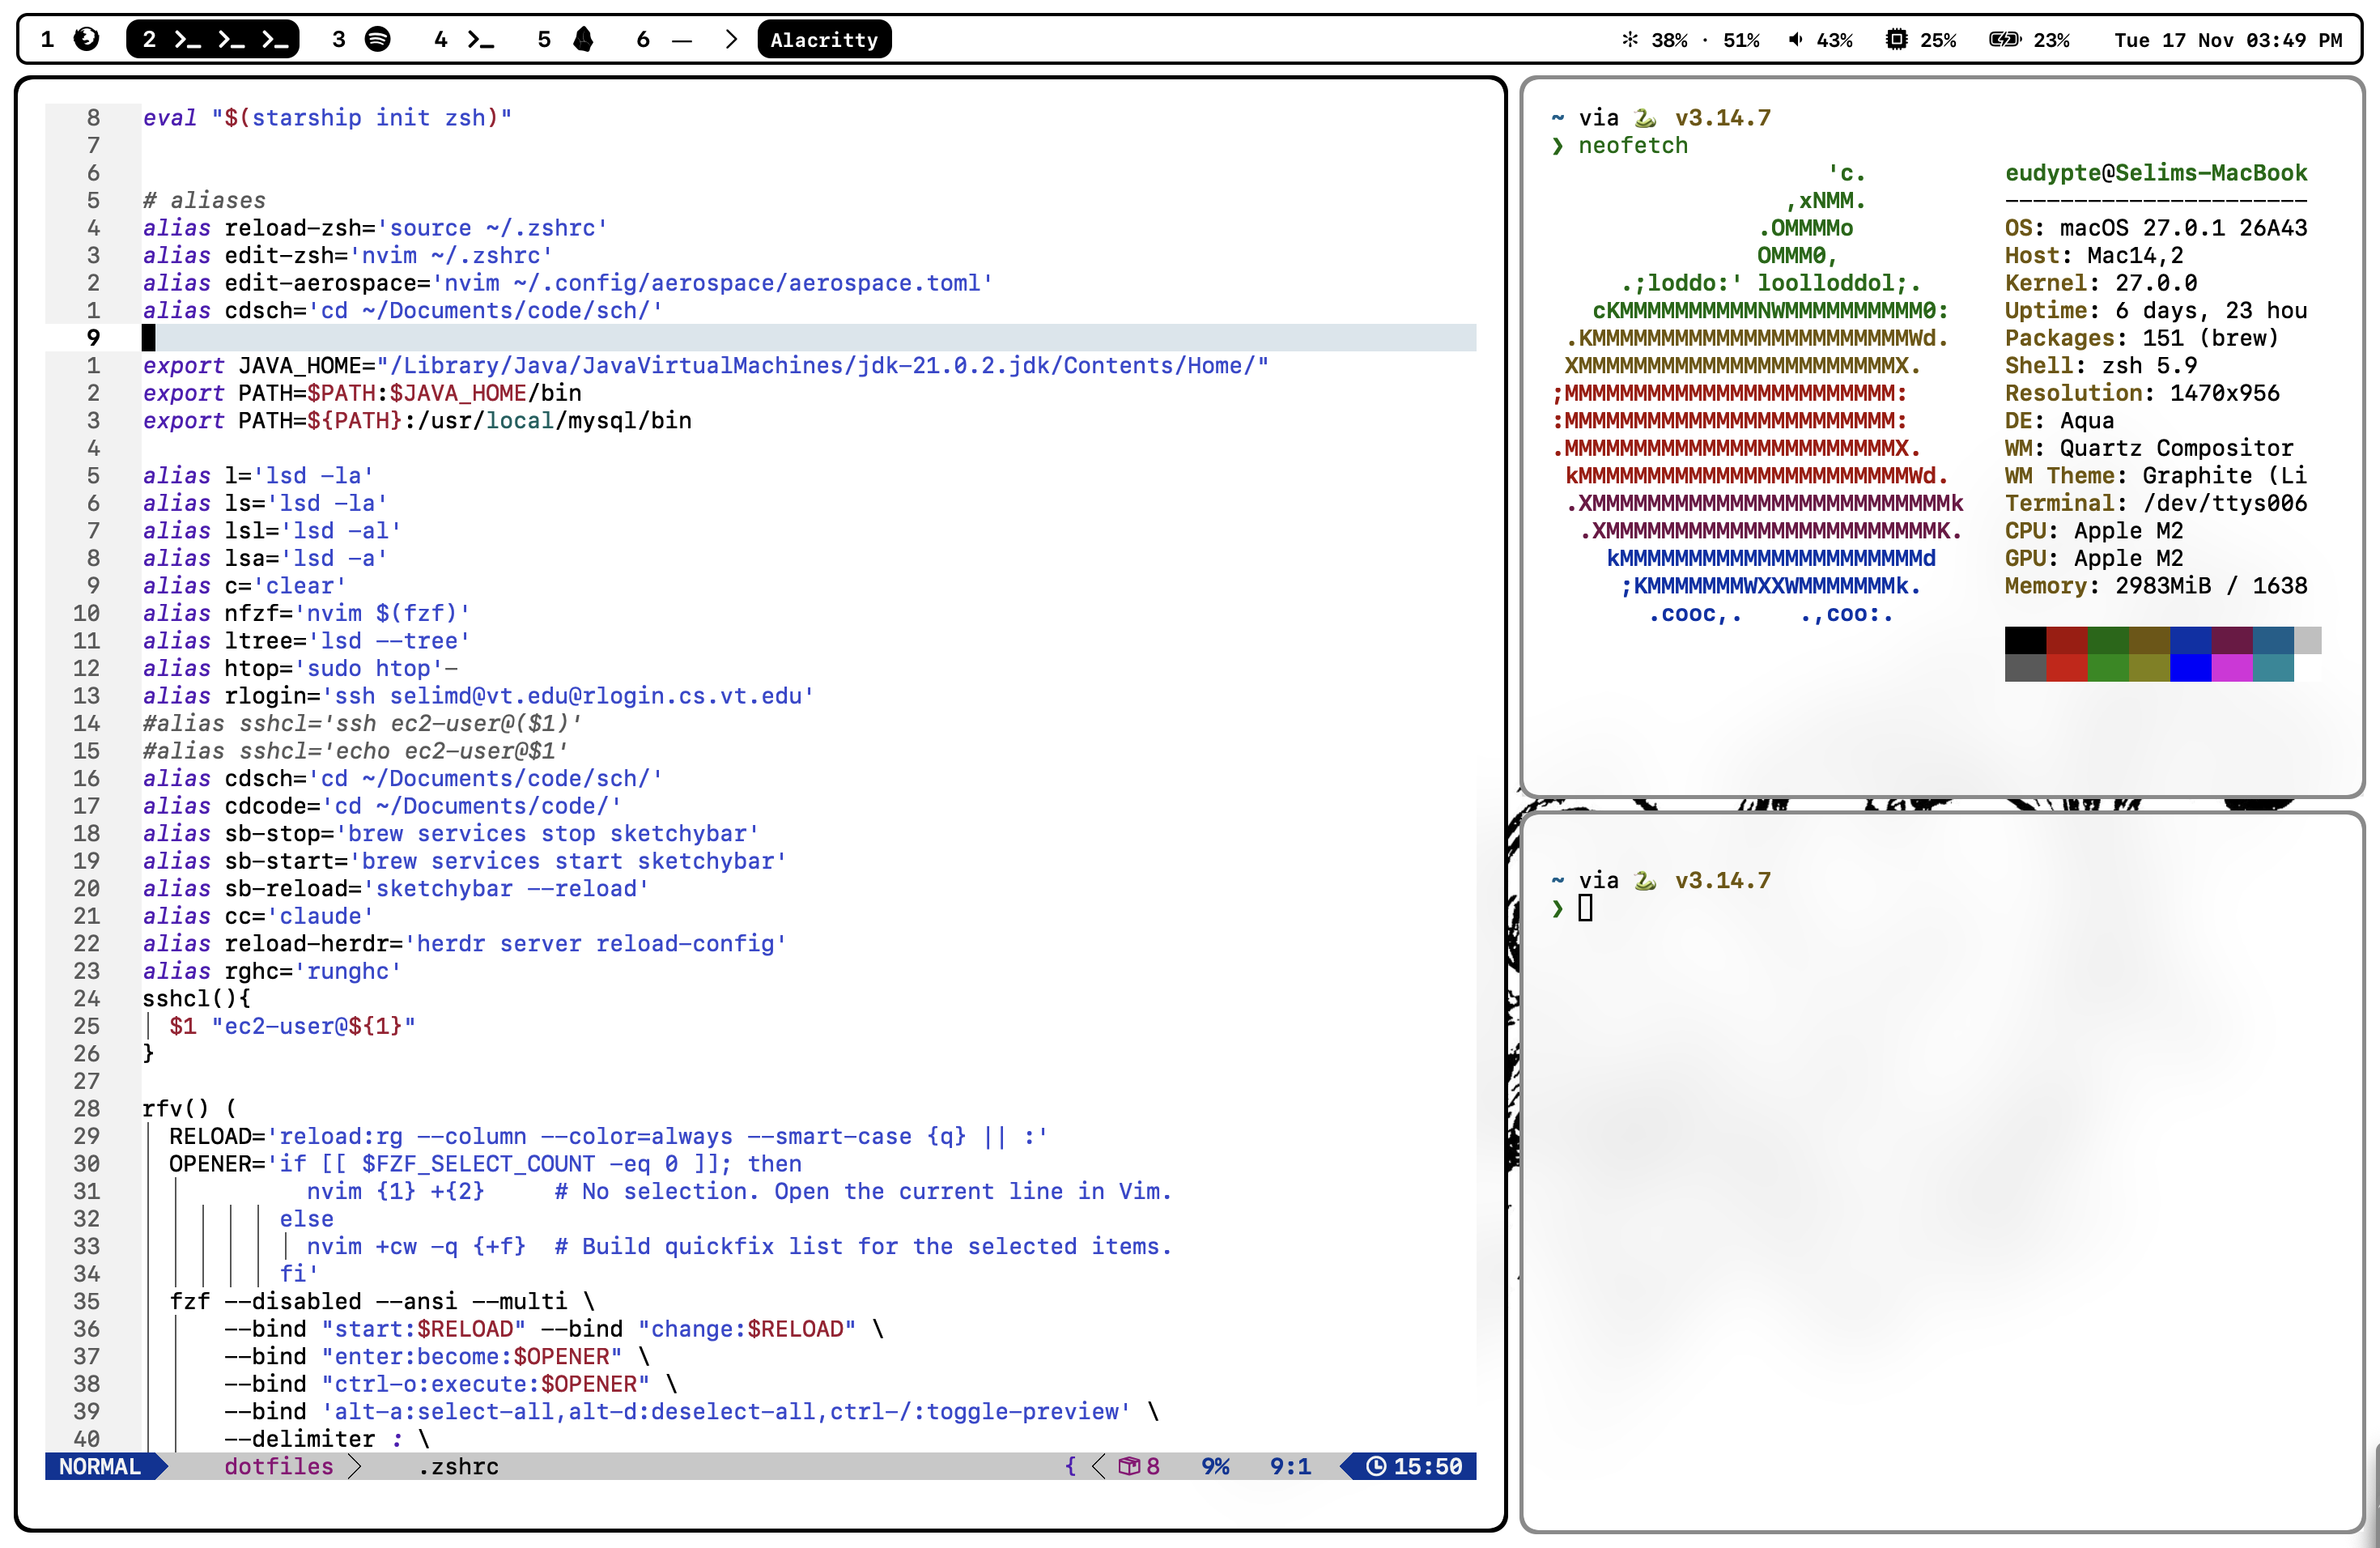 1 2 3 4 5 6 — > Alacritty 38% · 51% 43% 25% 23% Tue 17 Nov 03:49 PM
8 eval "$(starship init zsh)"
7
6
5 # aliases
4 alias reload-zsh='source ~/.zshrc'
3 alias edit-zsh='nvim ~/.zshrc'
2 alias edit-aerospace='nvim ~/.config/aerospace/aerospace.toml'
1 alias cdsch='cd ~/Documents/code/sch/'
9
1 export JAVA_HOME="/Library/Java/JavaVirtualMachines/jdk-21.0.2.jdk/Contents/Home/"
2 export PATH=$PATH:$JAVA_HOME/bin
3 export PATH=${PATH}:/usr/local/mysql/bin
4
5 alias l='lsd -la'
6 alias ls='lsd -la'
7 alias lsl='lsd -al'
8 alias lsa='lsd -a'
9 alias c='clear'
10 alias nfzf='nvim $(fzf)'
11 alias ltree='lsd --tree'
12 alias htop='sudo htop'-
13 alias rlogin='ssh selimd@vt.edu@rlogin.cs.vt.edu'
14 #alias sshcl='ssh ec2-user@($1)'
15 #alias sshcl='echo ec2-user@$1'
16 alias cdsch='cd ~/Documents/code/sch/'
17 alias cdcode='cd ~/Documents/code/'
18 alias sb-stop='brew services stop sketchybar'
19 alias sb-start='brew services start sketchybar'
20 alias sb-reload='sketchybar --reload'
21 alias cc='claude'
22 alias reload-herdr='herdr server reload-config'
23 alias rghc='runghc'
24 sshcl(){
25 $1 "ec2-user@${1}"
26 }
27
28 rfv() (
29 RELOAD='reload:rg --column --color=always --smart-case {q} || :'
30 OPENER='if [[ $FZF_SELECT_COUNT -eq 0 ]]; then
31 nvim {1} +{2} # No selection. Open the current line in Vim.
32 else
33 nvim +cw -q {+f} # Build quickfix list for the selected items.
34 fi'
35 fzf --disabled --ansi --multi \
36 --bind "start:$RELOAD" --bind "change:$RELOAD" \
37 --bind "enter:become:$OPENER" \
38 --bind "ctrl-o:execute:$OPENER" \
39 --bind 'alt-a:select-all,alt-d:deselect-all,ctrl-/:toggle-preview' \
40 --delimiter : \
NORMAL dotfiles .zshrc { 8 9% 9:1 15:50
~ via 🐍 v3.14.7
❯ neofetch
'c. eudypte@Selims-MacBook
,xNMM. ----------------------
.OMMMMo OS: macOS 27.0.1 26A43
OMMM0, Host: Mac14,2
.;loddo:' loolloddol;. Kernel: 27.0.0
cKMMMMMMMMMMNWMMMMMMMMMM0: Uptime: 6 days, 23 hou
.KMMMMMMMMMMMMMMMMMMMMMMMWd. Packages: 151 (brew)
XMMMMMMMMMMMMMMMMMMMMMMMX. Shell: zsh 5.9
;MMMMMMMMMMMMMMMMMMMMMMMM: Resolution: 1470x956
:MMMMMMMMMMMMMMMMMMMMMMMM: DE: Aqua
.MMMMMMMMMMMMMMMMMMMMMMMMX. WM: Quartz Compositor
kMMMMMMMMMMMMMMMMMMMMMMMMWd. WM Theme: Graphite (Li
.XMMMMMMMMMMMMMMMMMMMMMMMMMMk Terminal: /dev/ttys006
.XMMMMMMMMMMMMMMMMMMMMMMMMK. CPU: Apple M2
kMMMMMMMMMMMMMMMMMMMMMMd GPU: Apple M2
;KMMMMMMMWXXWMMMMMMMk. Memory: 2983MiB / 1638
.cooc,. .,coo:.
~ via 🐍 v3.14.7
❯